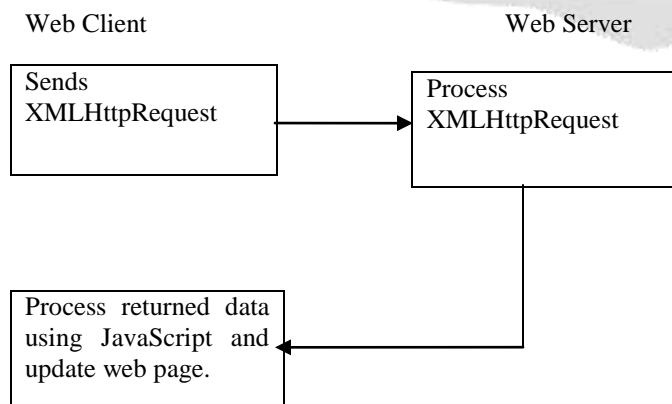 Web Client
Web Server
Sends
XMLHttpRequest
Process
XMLHttpRequest
Process returned data
using JavaScript and
update web page.